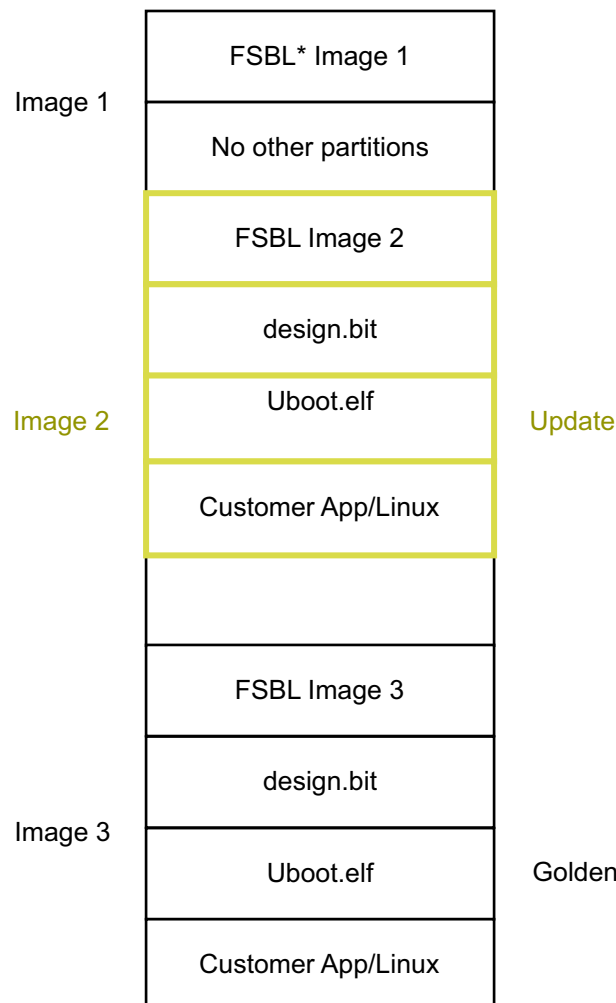 FSBL* Image 1
Image 1
No other partitions
FSBL Image 2
design.bit
Uboot.elf
Image 2
Update
Customer App/Linux
FSBL Image 3
design.bit
Image 3
Uboot.elf
Golden
Customer App/Linux